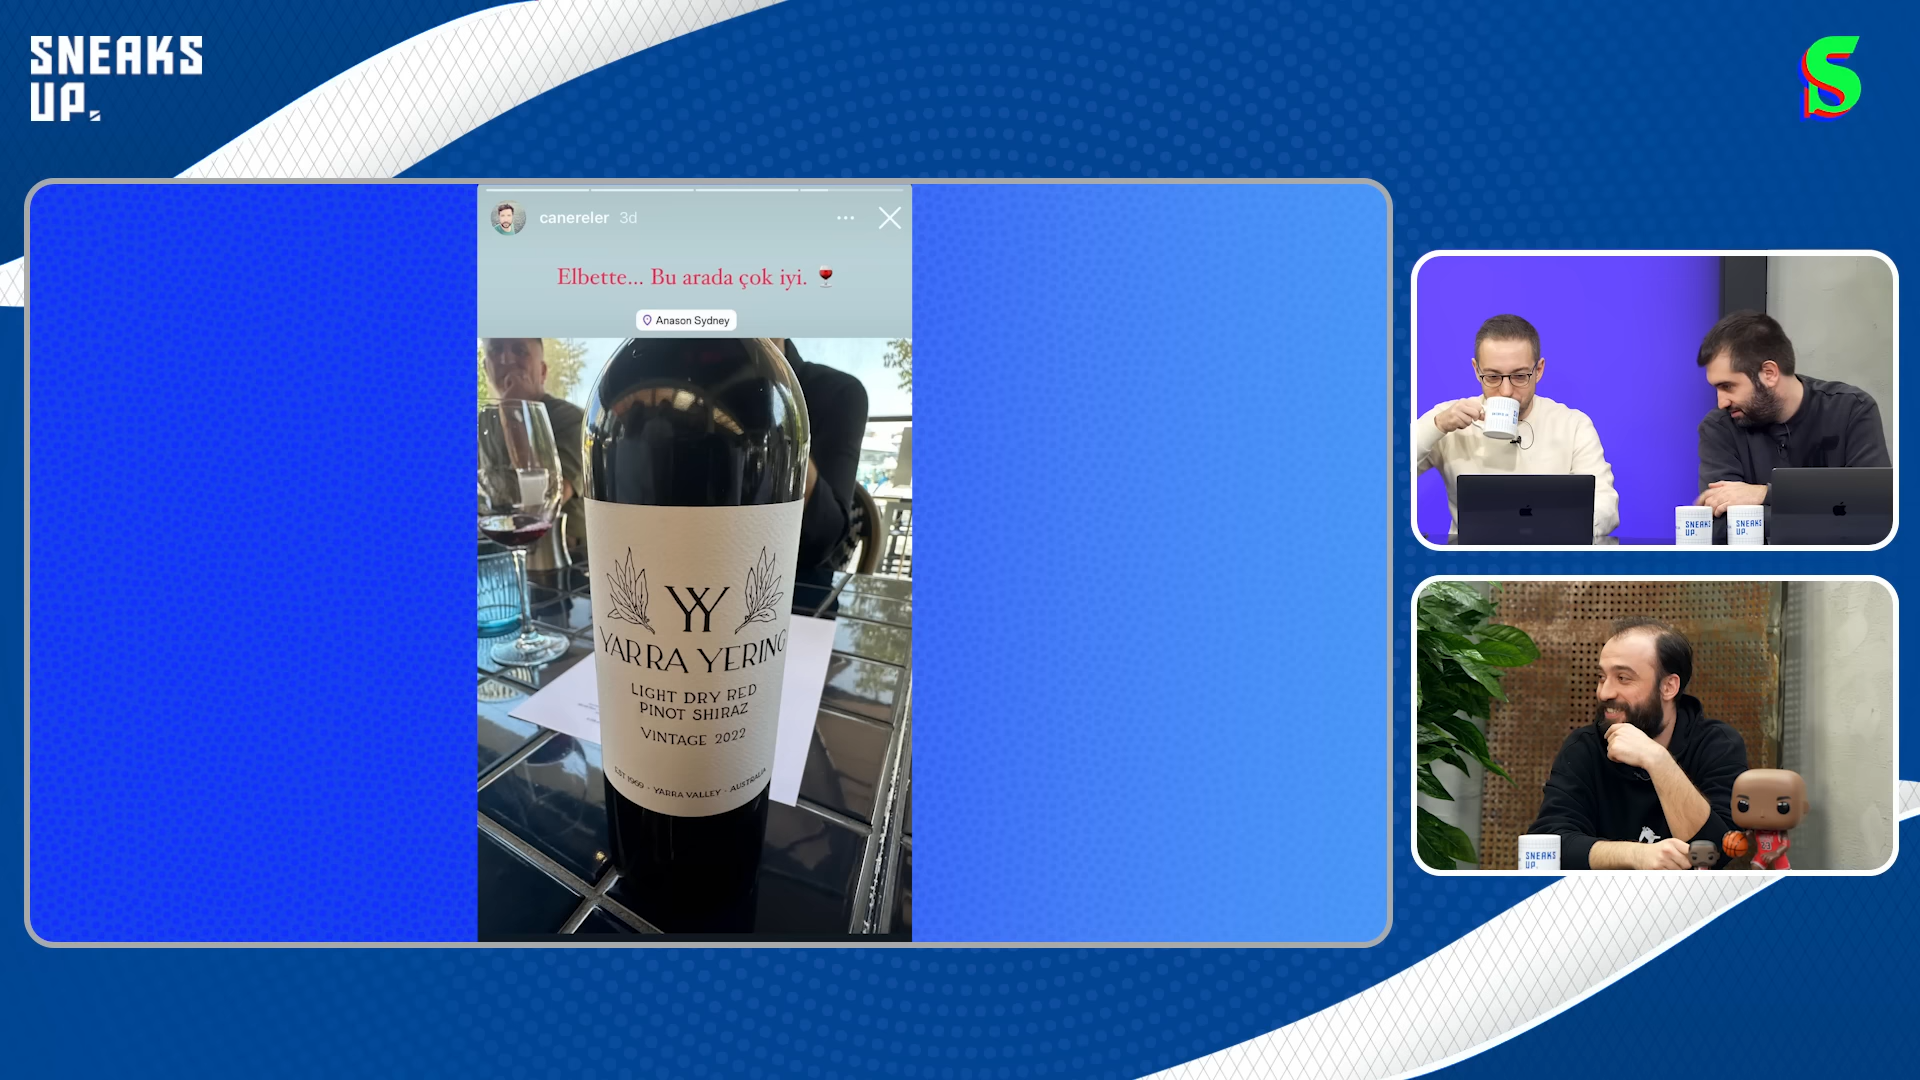 SNEAKS
UP.
S
canereler 3d
Elbette... Bu arada çok iyi. 🍷
Anason Sydney
YY
YARRA YERING
LIGHT DRY RED
PINOT SHIRAZ
VINTAGE 2022
EST 1969 - YARRA VALLEY - AUSTRALIA
SNEAKS
UP.
SNEAKS
UP.
SNEAKS
UP.
23